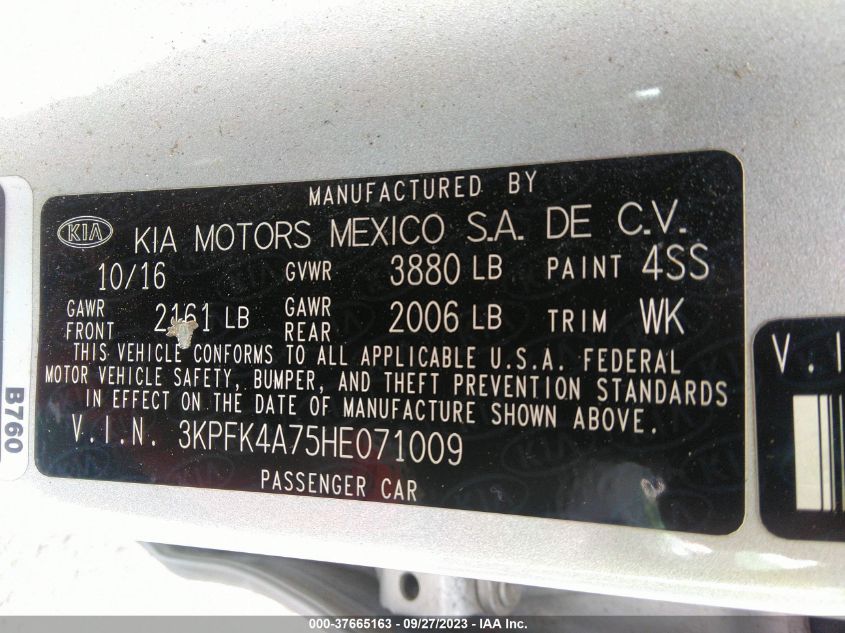 MANUFACTURED BY
KIA KIA MOTORS MEXICO S.A. DE C.V.
10/16 GVWR 3880 LB PAINT 4SS
GAWR FRONT 2161 LB GAWR REAR 2006 LB TRIM WK
THIS VEHICLE CONFORMS TO ALL APPLICABLE U.S.A. FEDERAL
MOTOR VEHICLE SAFETY, BUMPER, AND THEFT PREVENTION STANDARDS
IN EFFECT ON THE DATE OF MANUFACTURE SHOWN ABOVE.
V.I.N. 3KPFK4A75HE071009
PASSENGER CAR
B760
V.I
000-37665163 - 09/27/2023 - © IAA Inc.